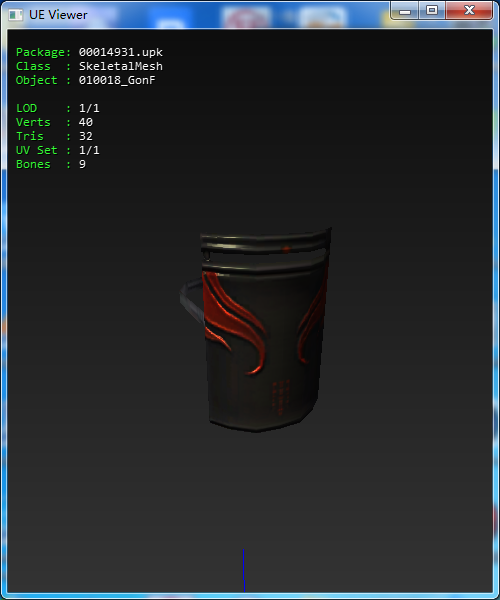 UE Viewer
Package: 00014931.upk
Class  : SkeletalMesh
Object : 010018_GonF
LOD    : 1/1
Verts  : 40
Tris   : 32
UV Set : 1/1
Bones  : 9